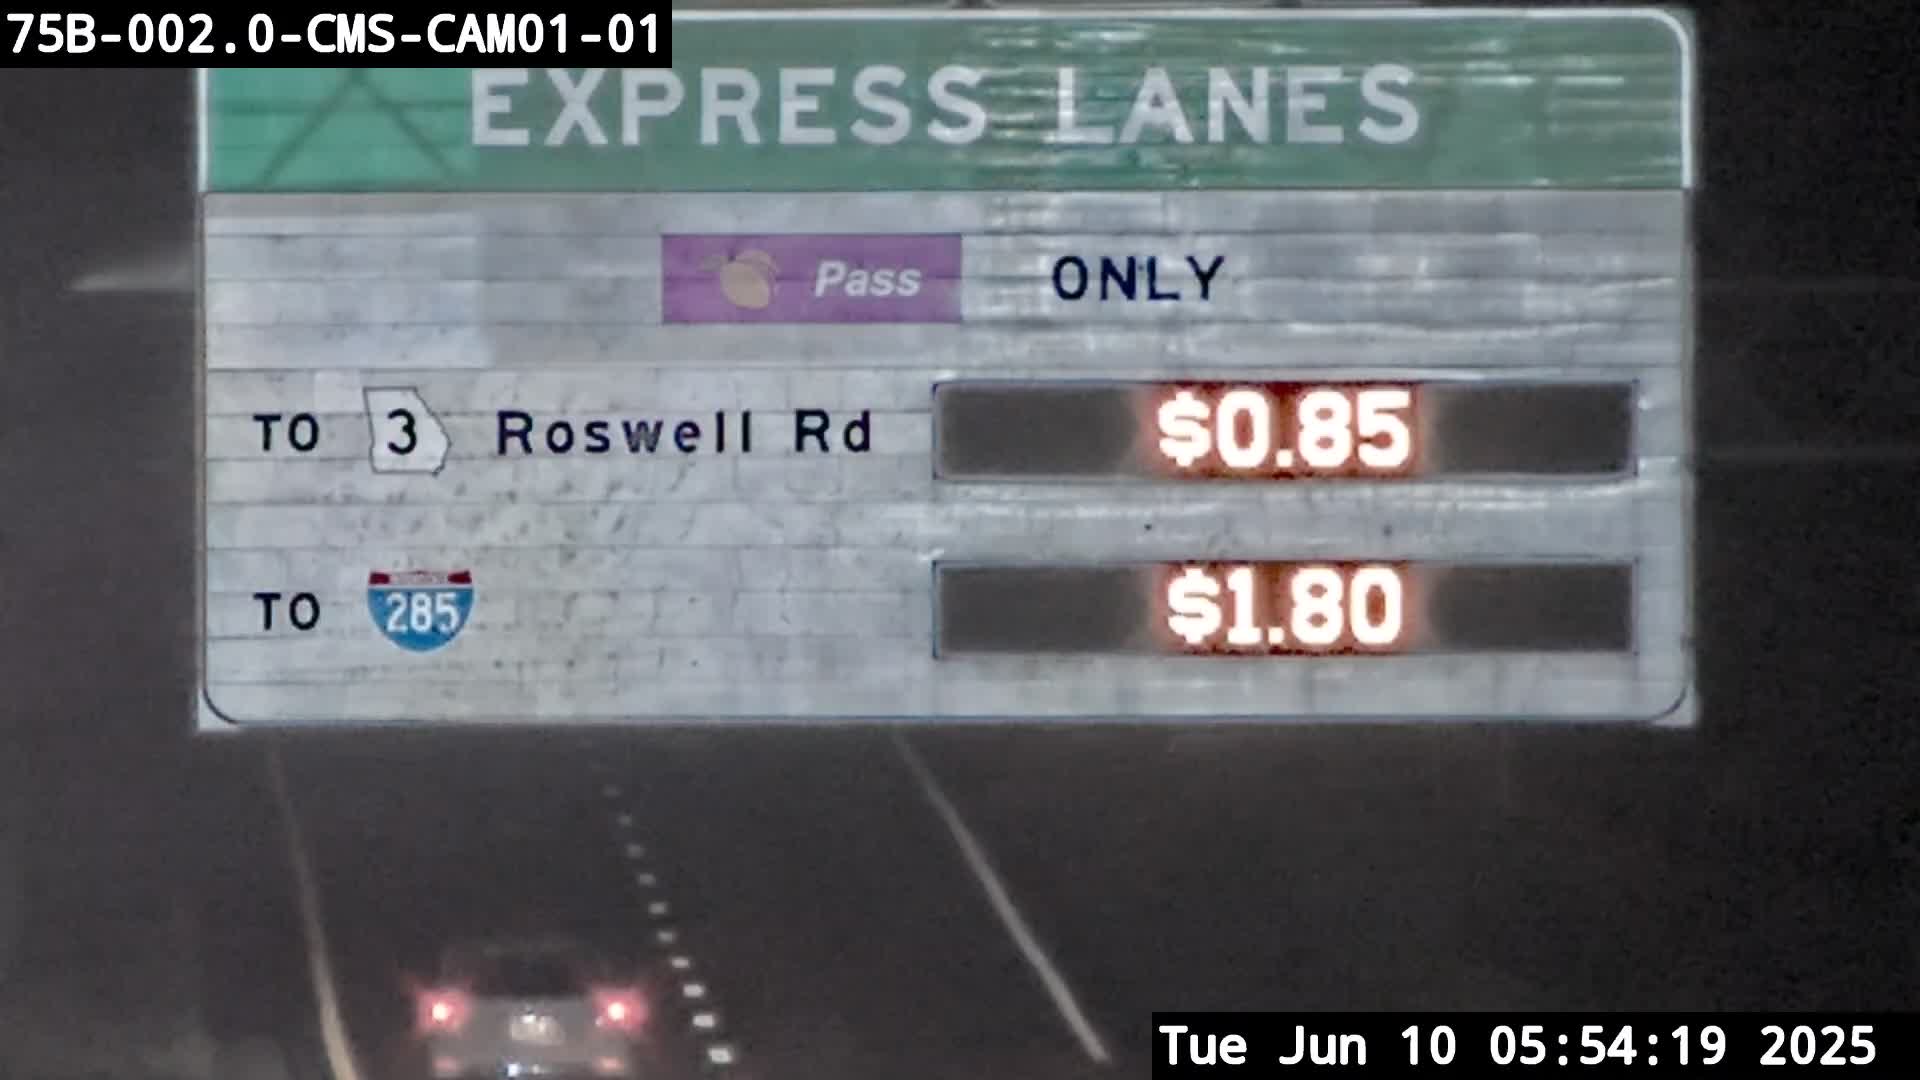 75B-002.0-CMS-CAM01-01
EXPRESS LANES
Pass ONLY
TO 3 Roswell Rd $0.85
TO 285 $1.80
Tue Jun 10 05:54:19 2025